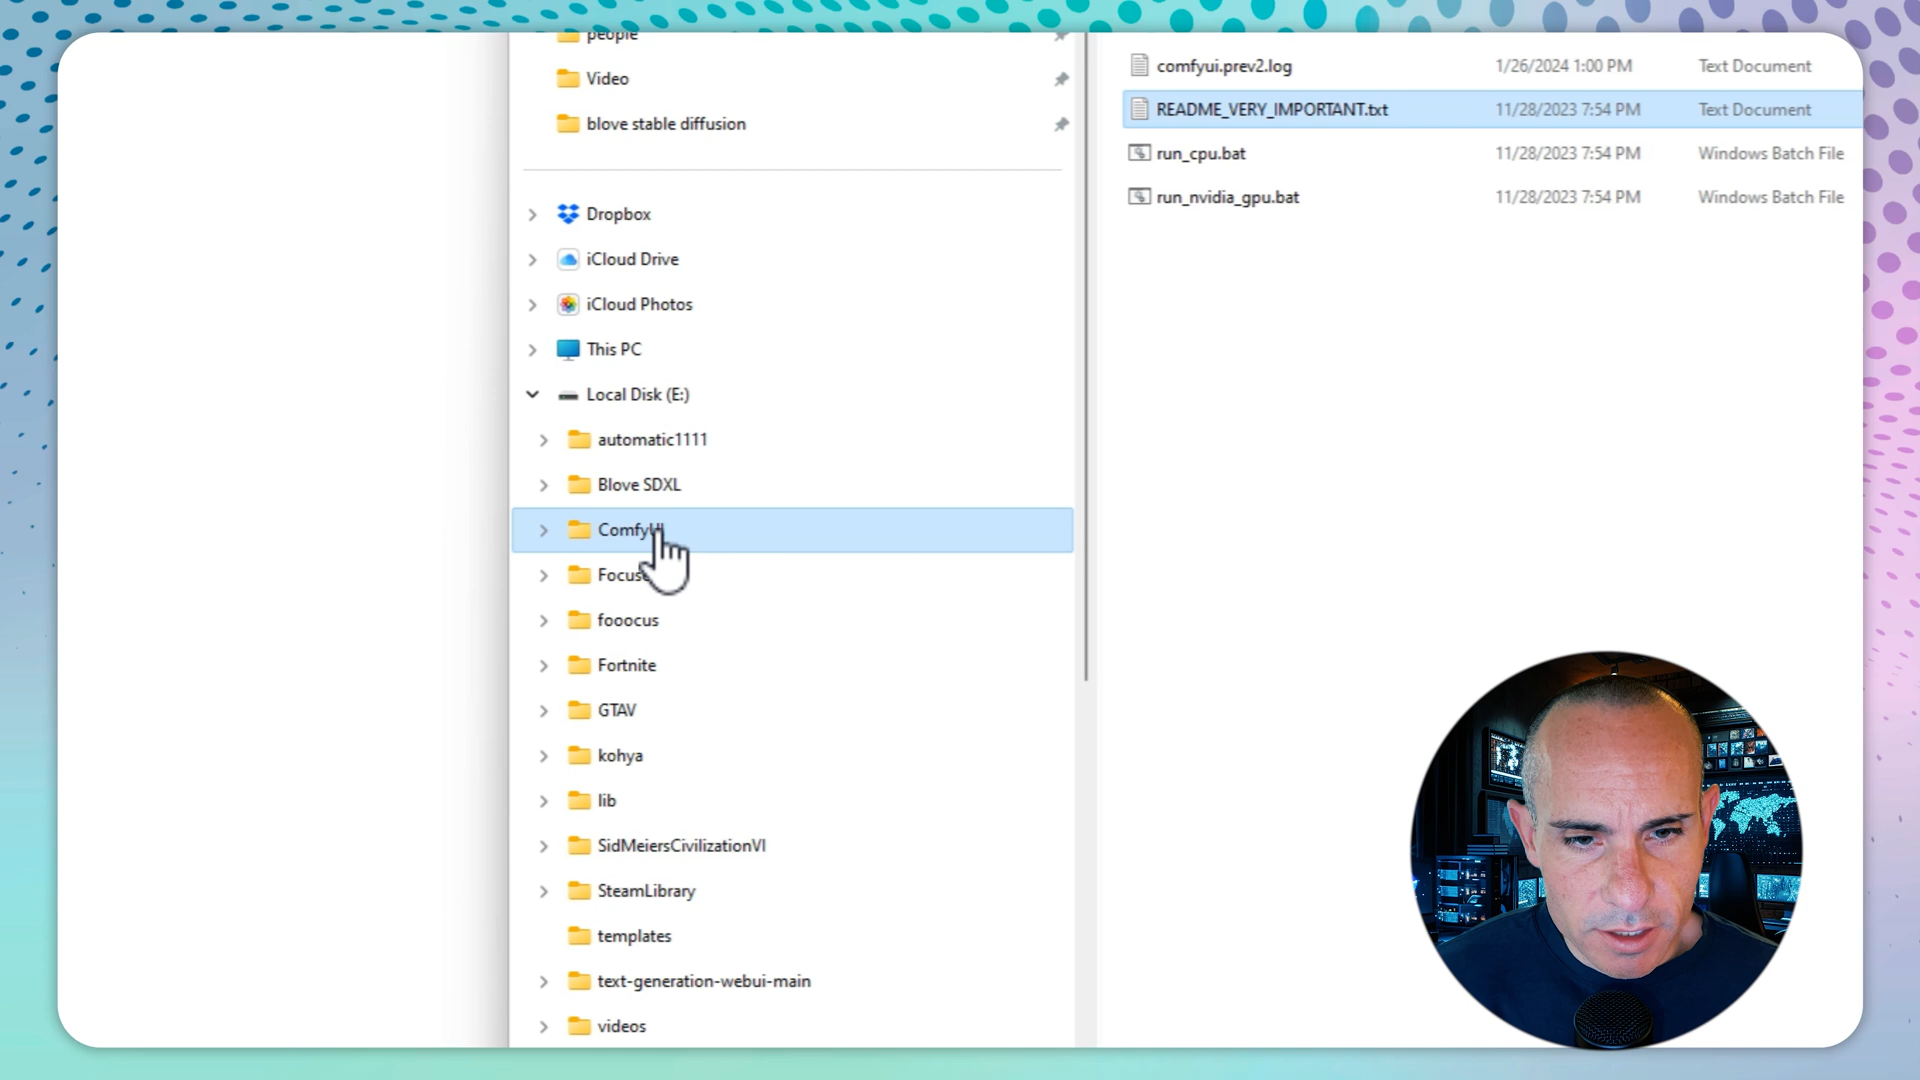 people
Video
blove stable diffusion
Dropbox
iCloud Drive
iCloud Photos
This PC
Local Disk (E:)
automatic1111
Blove SDXL
ComfyUI
fooocus
Fortnite
GTAV
kohya
lib
SidMeiersCivilizationVI
SteamLibrary
templates
text-generation-webui-main
videos
comfyui.prev2.log 1/26/2024 1:00 PM Text Document
README_VERY_IMPORTANT.txt 11/28/2023 7:54 PM Text Document
run_cpu.bat 11/28/2023 7:54 PM Windows Batch File
run_nvidia_gpu.bat 11/28/2023 7:54 PM Windows Batch File